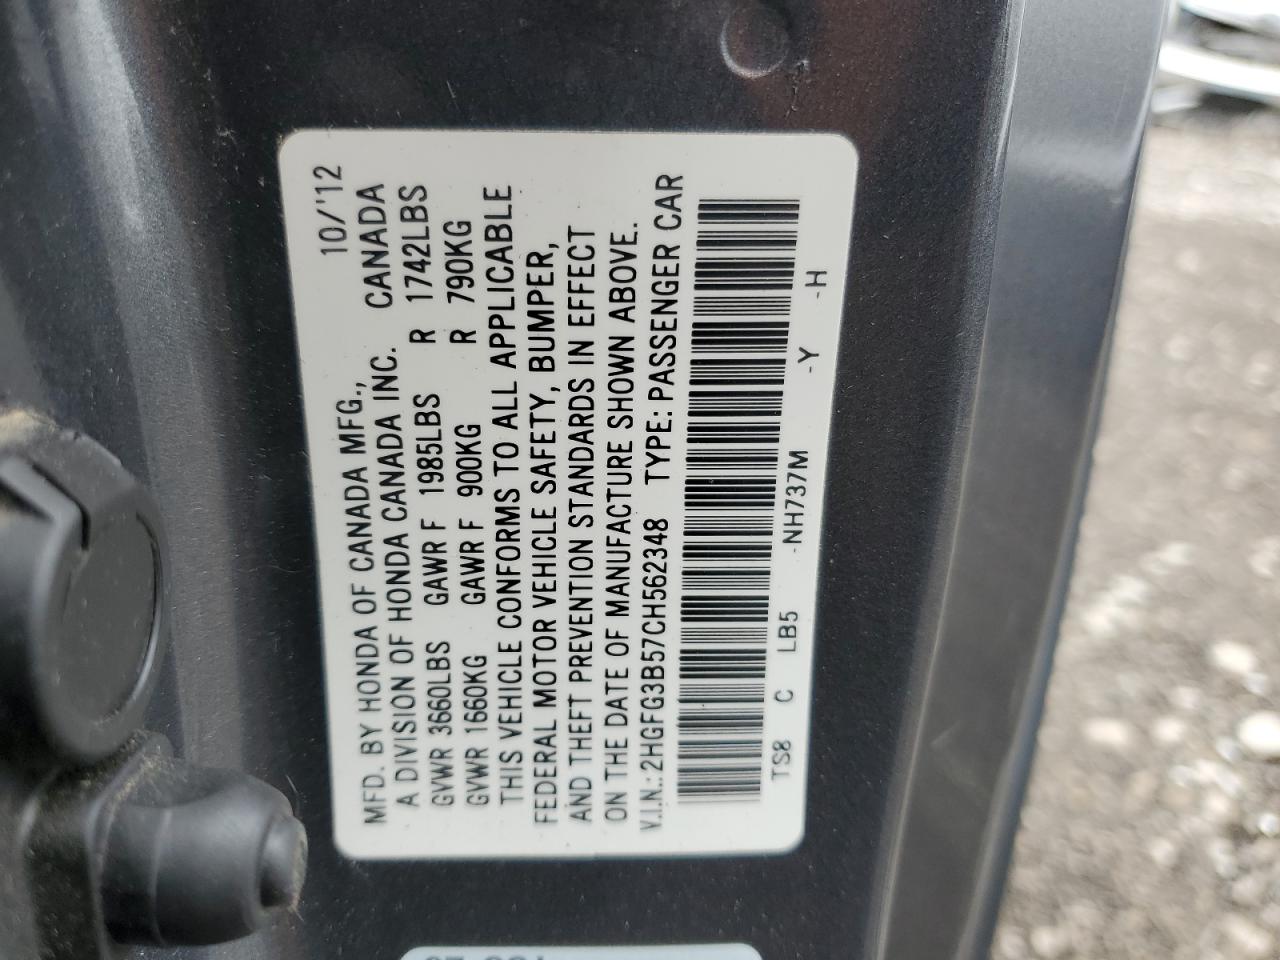 10/'12
MFD. BY HONDA OF CANADA MFG.,
A DIVISION OF HONDA CANADA INC. CANADA
GVWR 3660LBS GAWR F 1985LBS R 1742LBS
GVWR 1660KG GAWR F 900KG R 790KG
THIS VEHICLE CONFORMS TO ALL APPLICABLE
FEDERAL MOTOR VEHICLE SAFETY, BUMPER,
AND THEFT PREVENTION STANDARDS IN EFFECT
ON THE DATE OF MANUFACTURE SHOWN ABOVE.
V.I.N.: 2HGFG3B57CH562348 TYPE: PASSENGER CAR
TS8 C LB5 -NH737M -Y -H